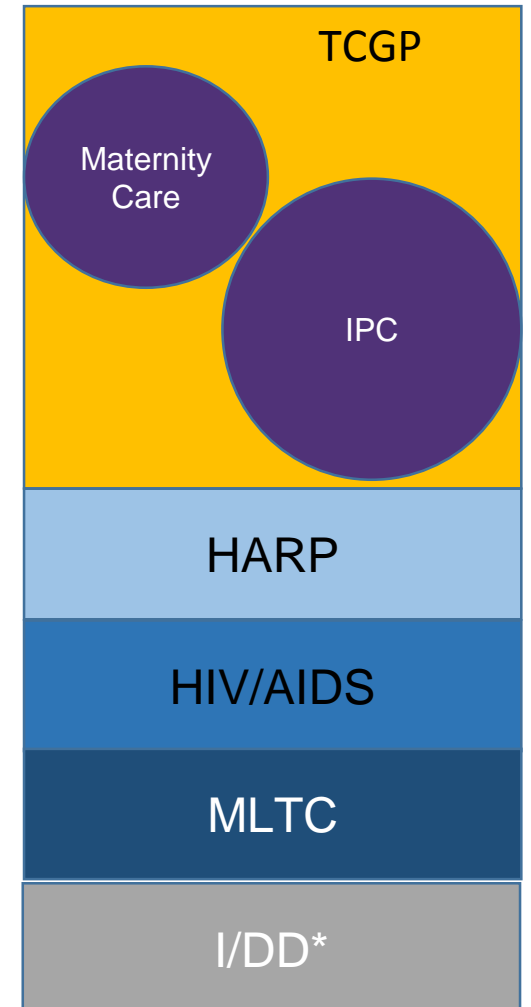 TCGP
Maternity
Care
IPC
HARP
HIV/AIDS
MLTC
I/DD*